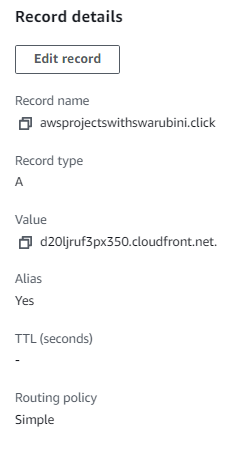 Record details
Edit record
Record name
awsprojectswithswarubini.click
Record type
A
Value
d20ljruf3px350.cloudfront.net.
Alias
Yes
TTL (seconds)
-
Routing policy
Simple